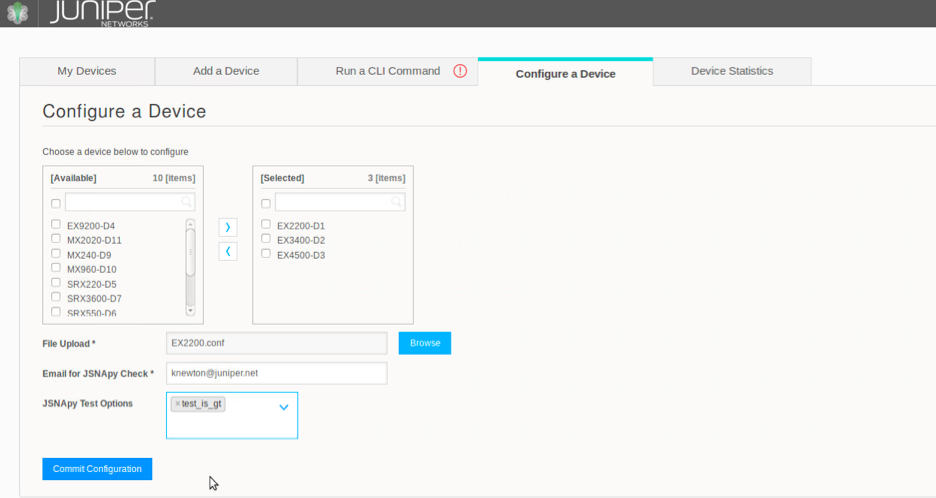 JUNIPEr
NETWORKS
My Devices
Add a Device
Run a CLI Command
Configure a Device
Device Statistics
Configure a Device
Choose a device below to configure
[Available] 10 [items]
EX9200-D4
MX2020-D11
MX240-D9
MX960-D10
SRX220-D5
SRX3600-D7
SRX550-D6
[Selected] 3 [items]
EX2200-D1
EX3400-D2
EX4500-D3
File Upload * EX2200.conf Browse
Email for JSNApy Check * knewton@juniper.net
JSNApy Test Options × test_is_gt
Commit Configuration